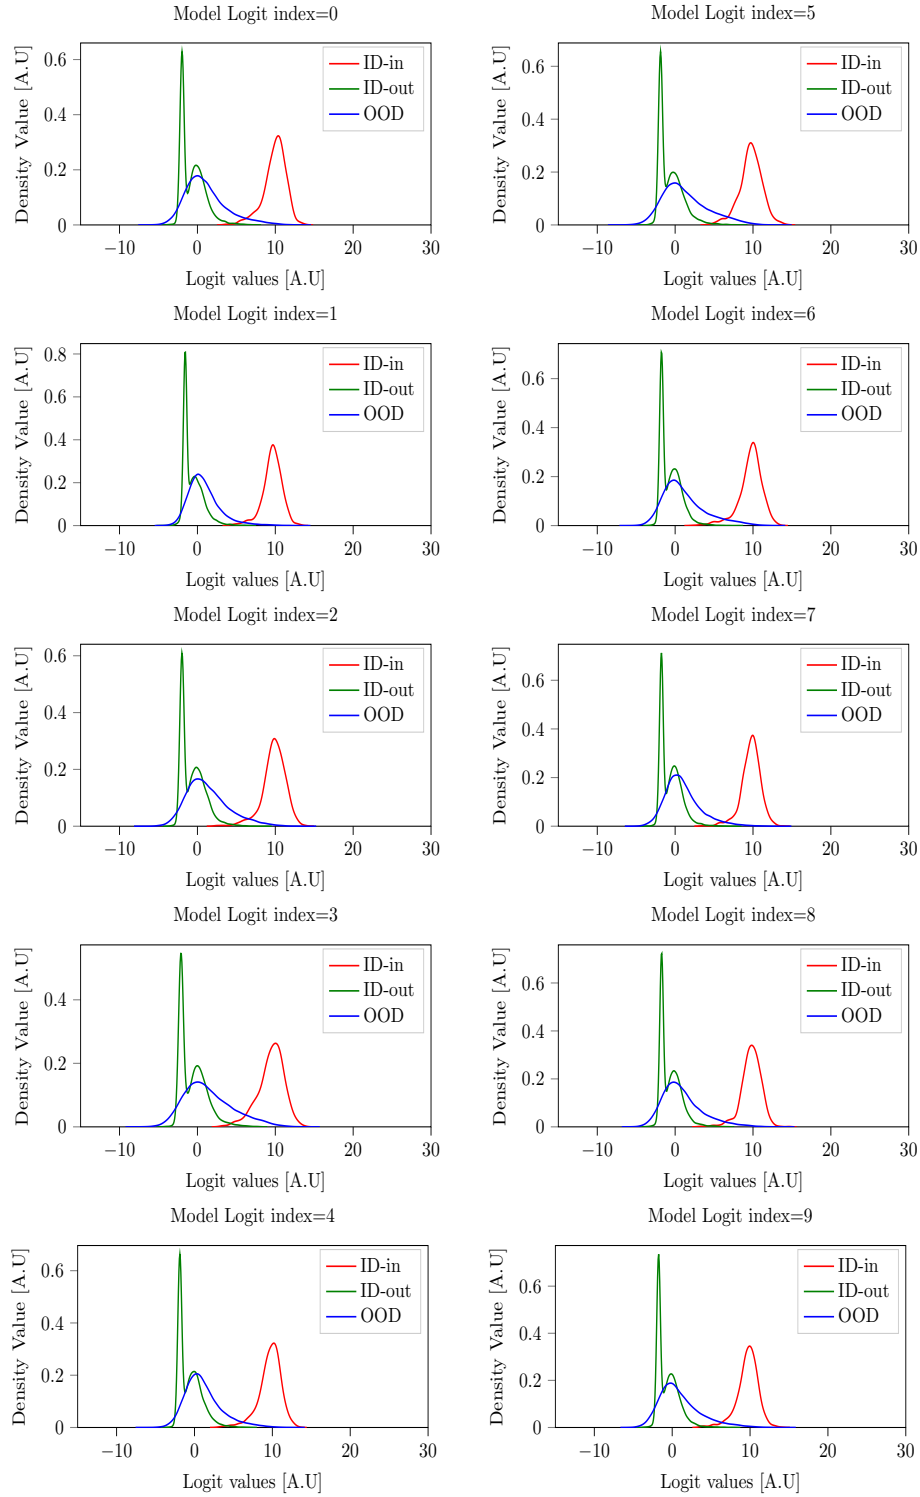 Model Logit index=0
Density Value [A.U]
0.6
0.4
0.2
0
ID-in
ID-out
OOD
−10 0 10 20 30
Logit values [A.U]
Model Logit index=5
Density Value [A.U]
0.6
0.4
0.2
0
ID-in
ID-out
OOD
−10 0 10 20 30
Logit values [A.U]
Model Logit index=1
Density Value [A.U]
0.8
0.6
0.4
0.2
0
ID-in
ID-out
OOD
−10 0 10 20 30
Logit values [A.U]
Model Logit index=6
Density Value [A.U]
0.6
0.4
0.2
0
ID-in
ID-out
OOD
−10 0 10 20 30
Logit values [A.U]
Model Logit index=2
Density Value [A.U]
0.6
0.4
0.2
0
ID-in
ID-out
OOD
−10 0 10 20 30
Logit values [A.U]
Model Logit index=7
Density Value [A.U]
0.6
0.4
0.2
0
ID-in
ID-out
OOD
−10 0 10 20 30
Logit values [A.U]
Model Logit index=3
Density Value [A.U]
0.4
0.2
0
ID-in
ID-out
OOD
−10 0 10 20 30
Logit values [A.U]
Model Logit index=8
Density Value [A.U]
0.6
0.4
0.2
0
ID-in
ID-out
OOD
−10 0 10 20 30
Logit values [A.U]
Model Logit index=4
Density Value [A.U]
0.6
0.4
0.2
0
ID-in
ID-out
OOD
−10 0 10 20 30
Logit values [A.U]
Model Logit index=9
Density Value [A.U]
0.6
0.4
0.2
0
ID-in
ID-out
OOD
−10 0 10 20 30
Logit values [A.U]